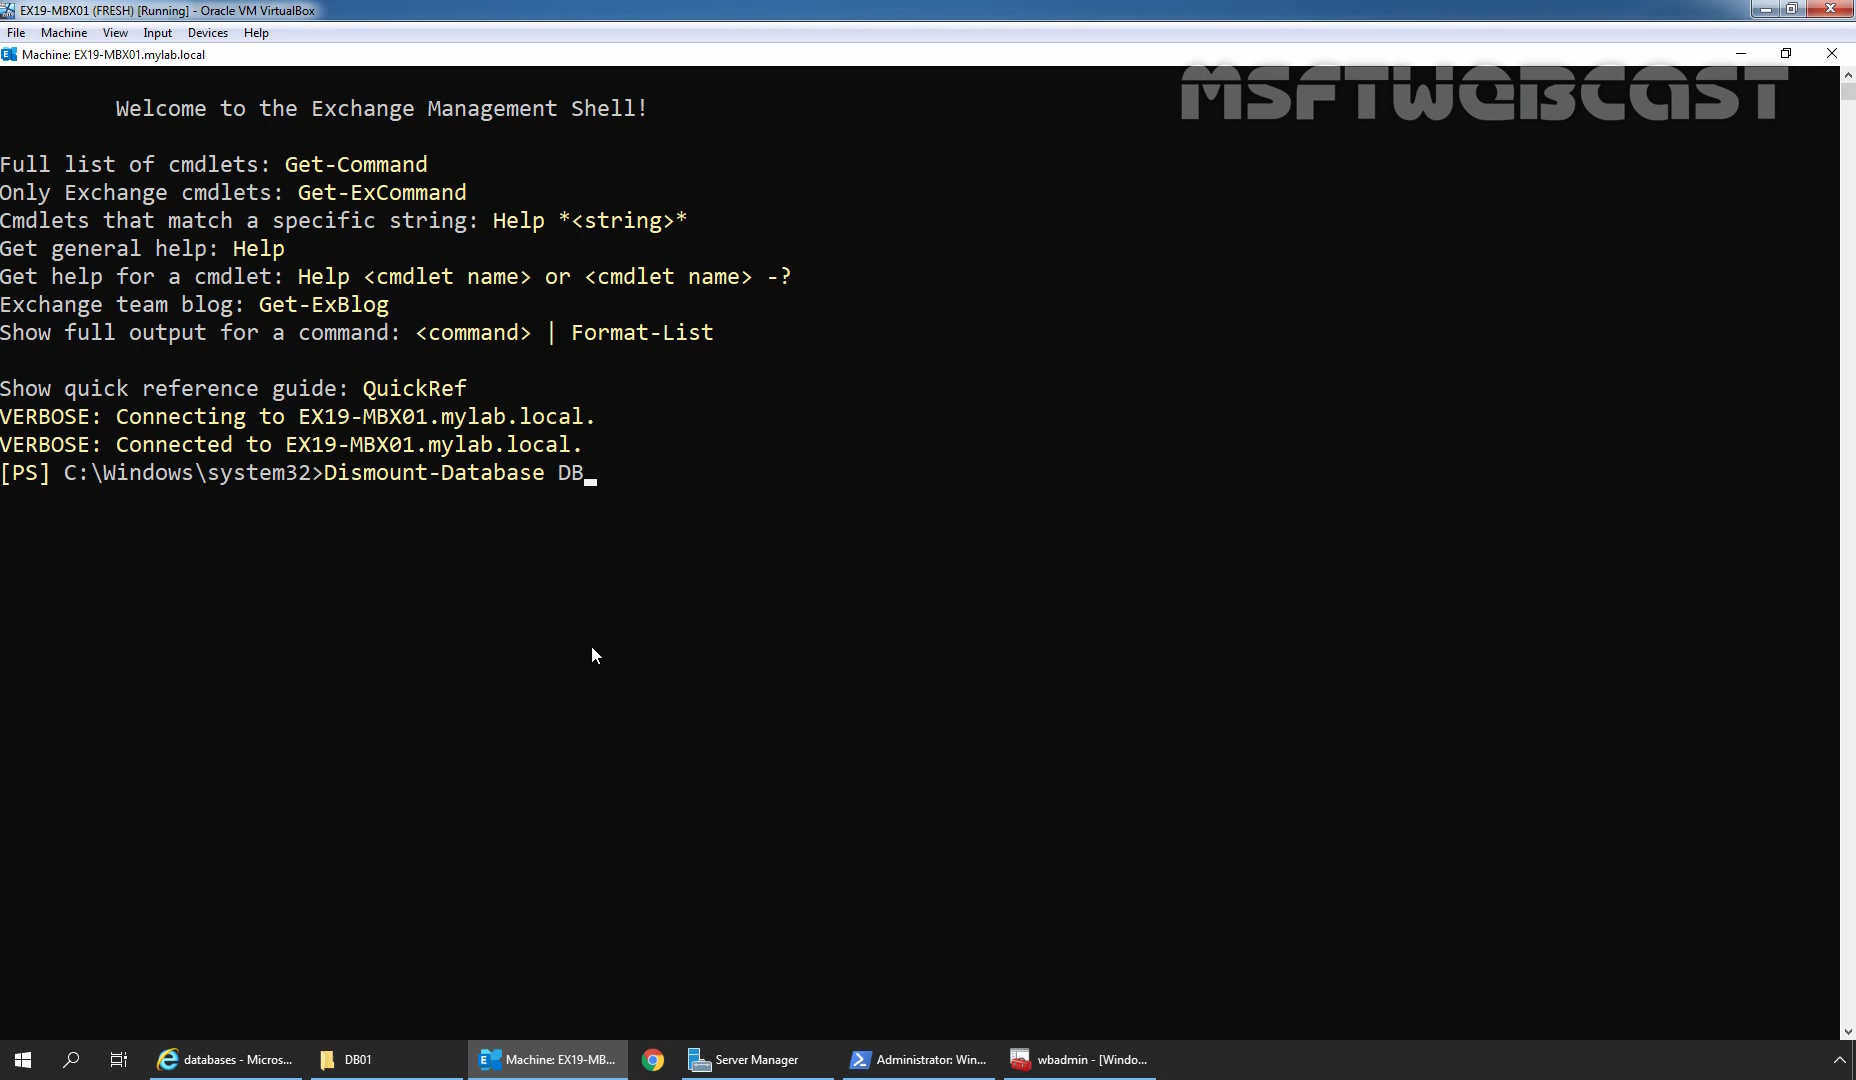 EX19-MBX01 (FRESH) [Running] - Oracle VM VirtualBox
File Machine View Input Devices Help
Machine: EX19-MBX01.mylab.local
MSFTWEBCAST
Welcome to the Exchange Management Shell!
Full list of cmdlets: Get-Command
Only Exchange cmdlets: Get-ExCommand
Cmdlets that match a specific string: Help *<string>*
Get general help: Help
Get help for a cmdlet: Help <cmdlet name> or <cmdlet name> -?
Exchange team blog: Get-ExBlog
Show full output for a command: <command> | Format-List
Show quick reference guide: QuickRef
VERBOSE: Connecting to EX19-MBX01.mylab.local.
VERBOSE: Connected to EX19-MBX01.mylab.local.
[PS] C:\Windows\system32>Dismount-Database DB_
databases - Micros... DB01 Machine: EX19-MB... Server Manager Administrator: Win... wbadmin - [Windo...